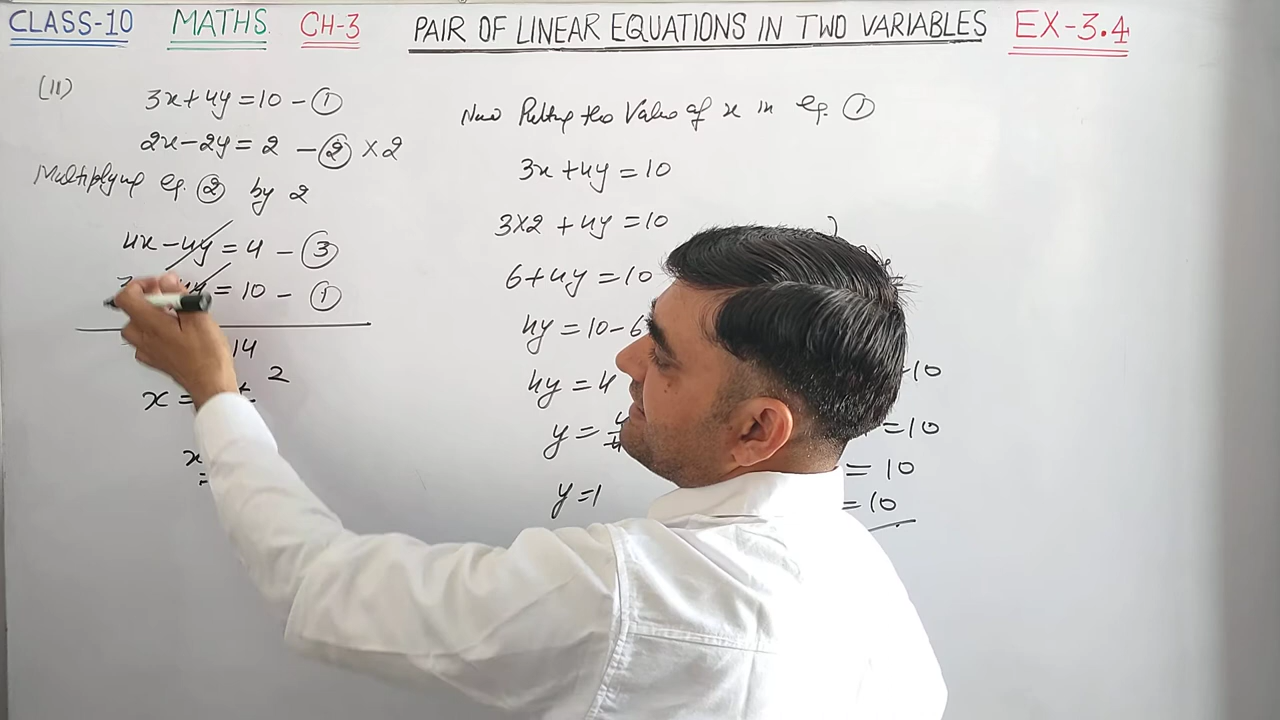 CLASS-10 MATHS CH-3 PAIR OF LINEAR EQUATIONS IN TWO VARIABLES EX-3.4
(II)
3x+4y=10 - ①
2x-2y=2 - ② ×2
Multiplying eq. ② by 2
4x-4y=4 - ③
4y=10 - ①
14
x= 2
x
=
Now Putting the Value of x in eq. ①
3x+4y=10
3×2+4y=10
6+4y=10
4y=10-6
4y=4
y=
y=1
10
=10
=10
=10